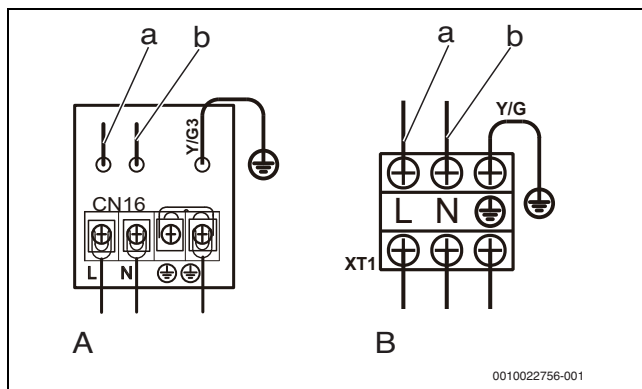 a
b
Y/G3
CN16
L N
A
a
b
Y/G
L N
XT1
B
0010022756-001